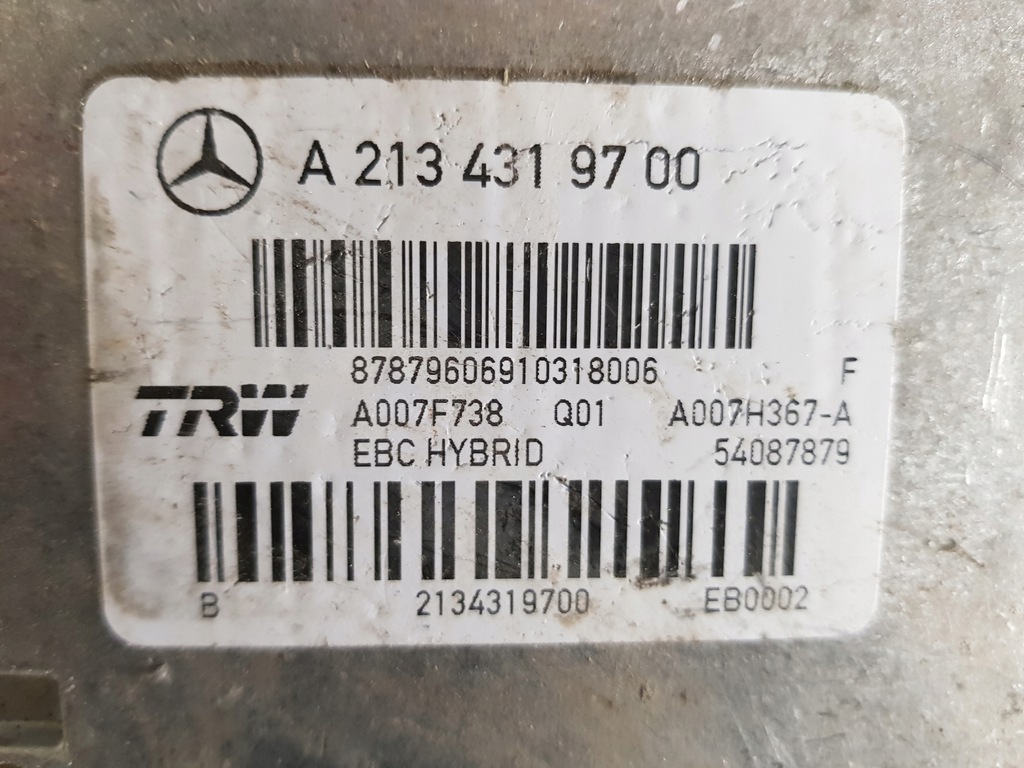 A 213 431 97 00
87879606910318006 F
TRW A007F738 Q01 A007H367-A
EBC HYBRID 54087879
B 2134319700 EB0002